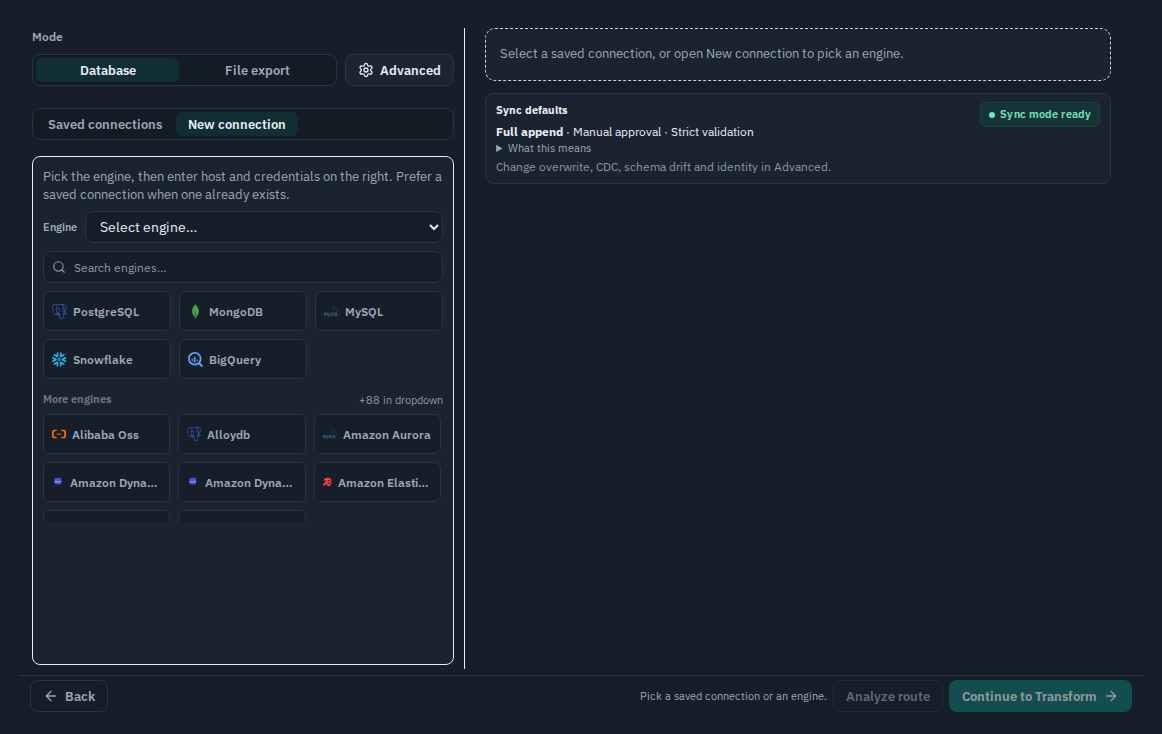 Mode
Database
File export
Advanced
Saved connections
New connection
Pick the engine, then enter host and credentials on the right. Prefer a
saved connection when one already exists.
Engine
Select engine...
Search engines...
PostgreSQL
MongoDB
MySQL
Snowflake
BigQuery
More engines
+88 in dropdown
Alibaba Oss
Alloydb
Amazon Aurora
Amazon Dyna...
Amazon Dyna...
Amazon Elasti...
Select a saved connection, or open New connection to pick an engine.
Sync defaults
Sync mode ready
Full append · Manual approval · Strict validation
What this means
Change overwrite, CDC, schema drift and identity in Advanced.
Back
Pick a saved connection or an engine.
Analyze route
Continue to Transform